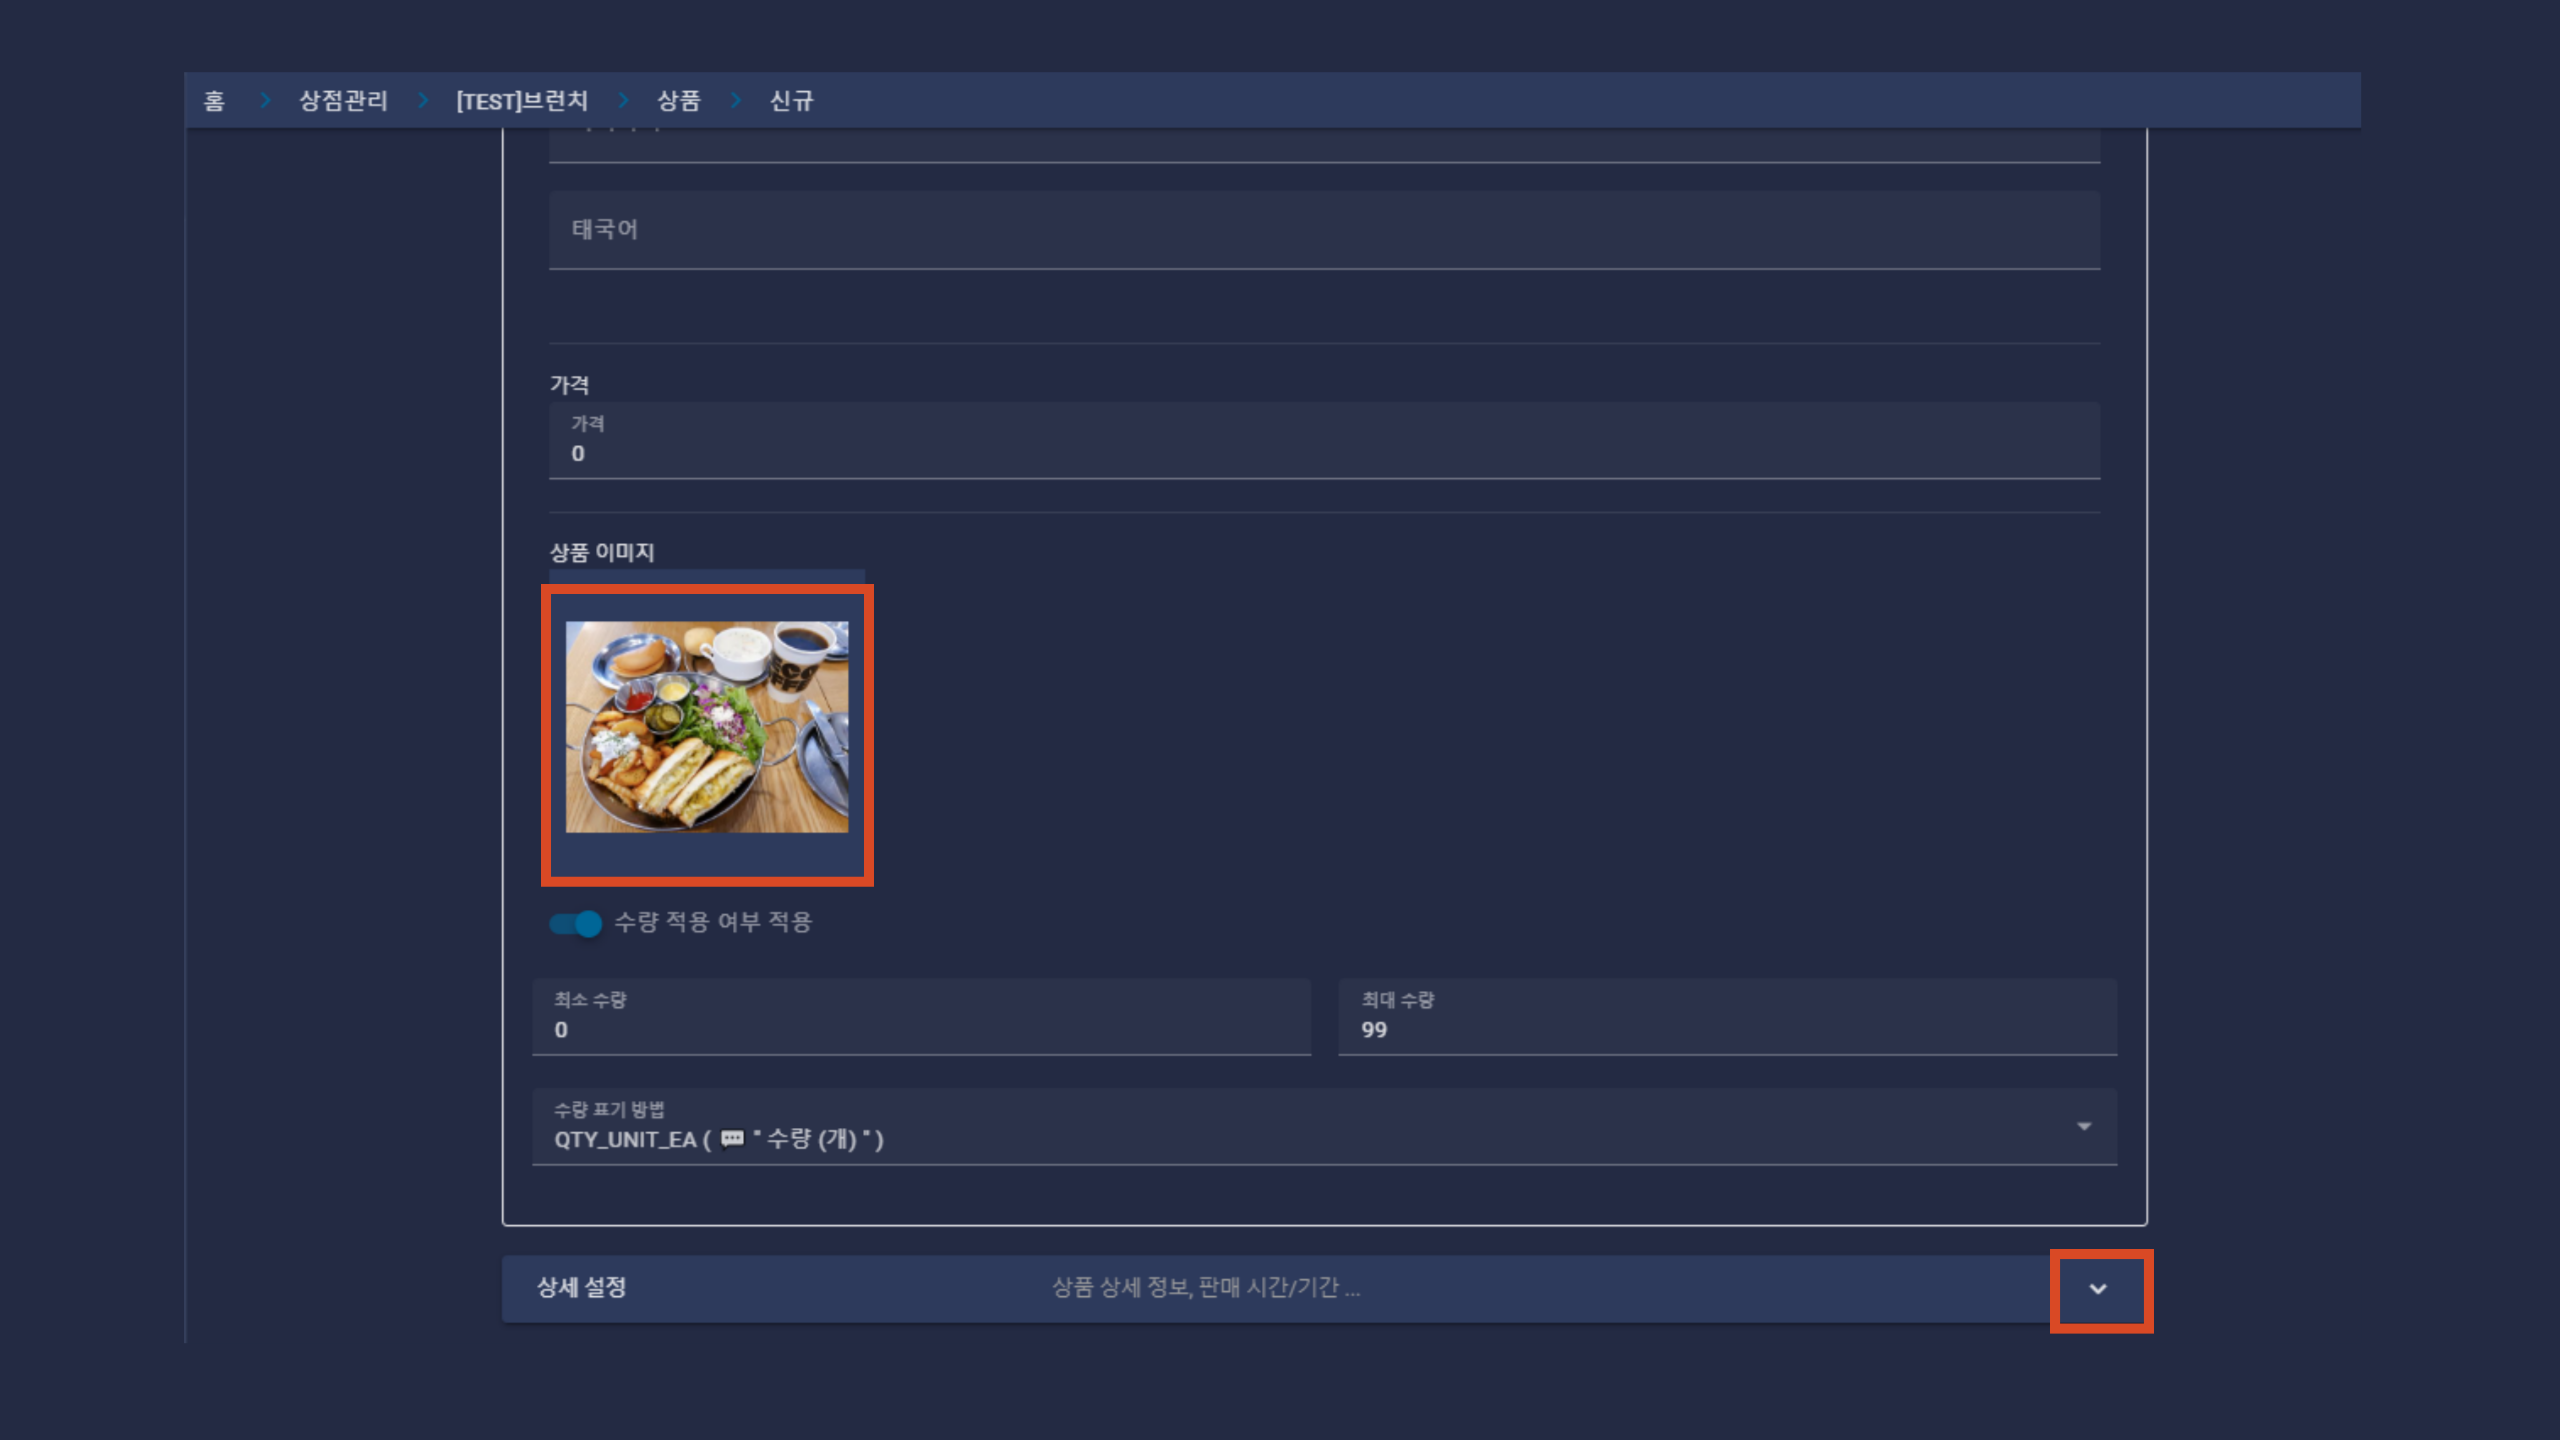 홈 > 상점관리 > [TEST]브런치 > 상품 > 신규
태국어
가격
가격
0
상품 이미지
수량 적용 여부 적용
최소 수량
0
최대 수량
99
수량 표기 방법
QTY_UNIT_EA ( 💬 " 수량 (개) " )
상세 설정
상품 상세 정보, 판매 시간/기간 ...